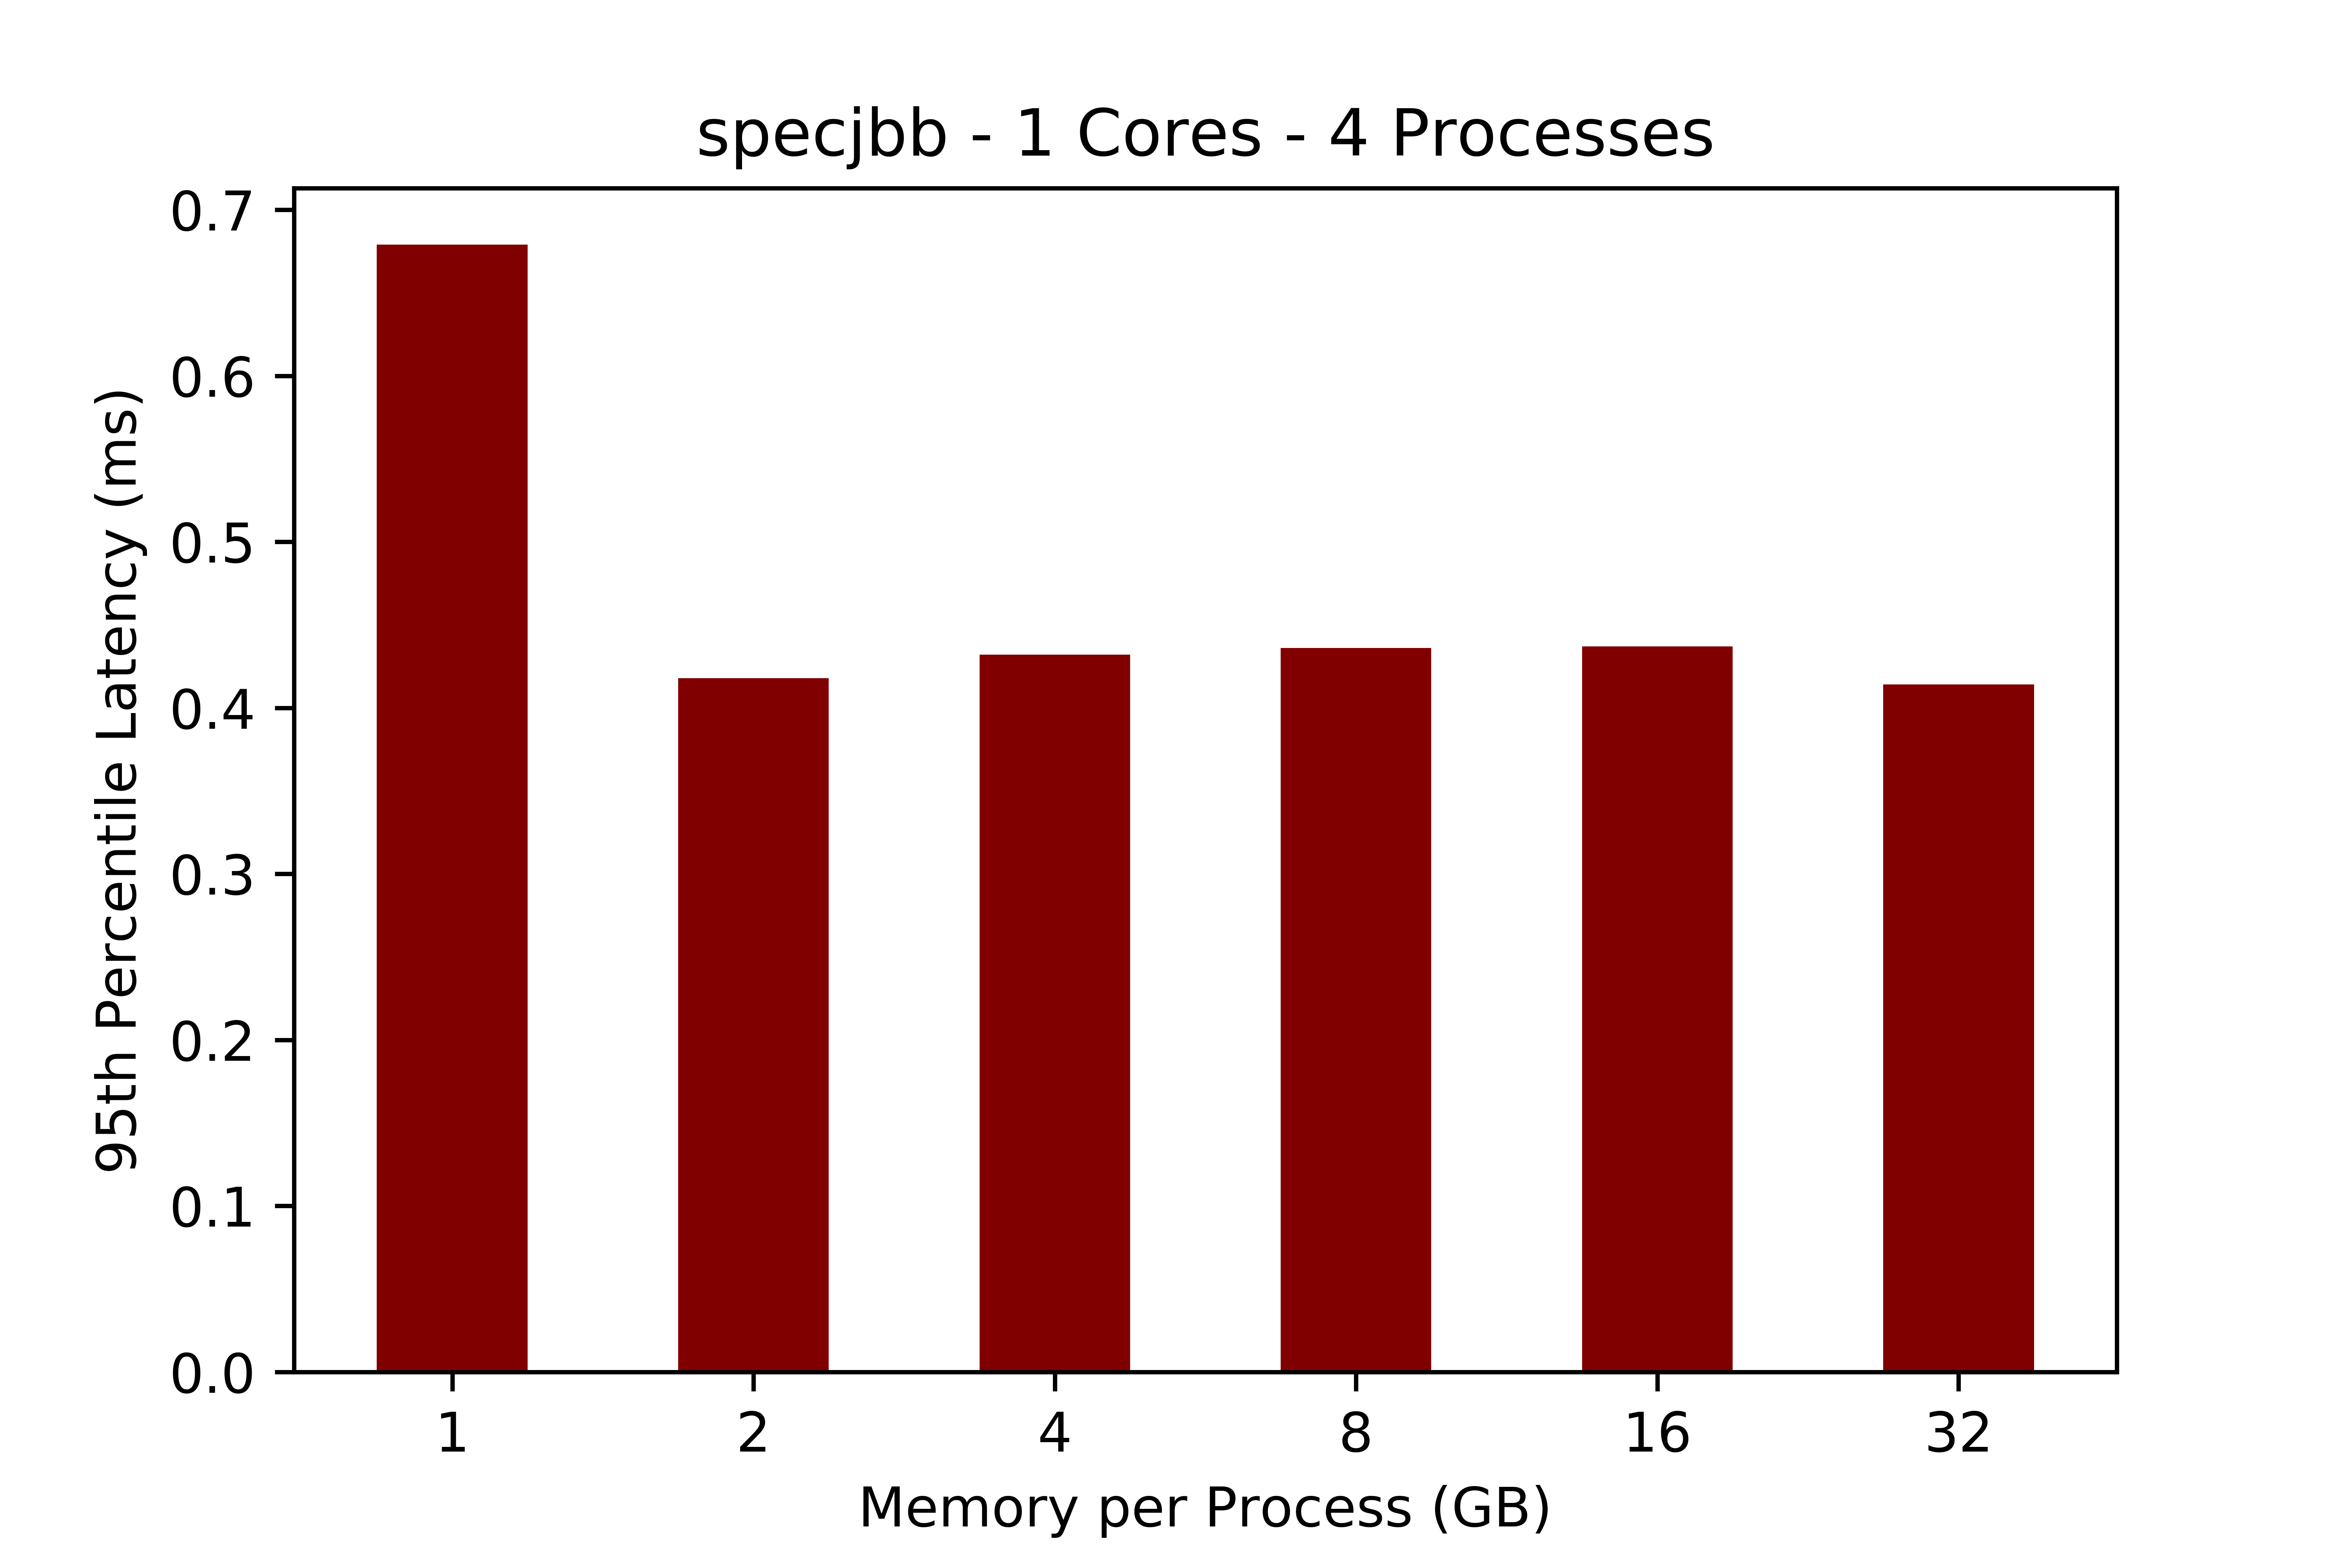 specjbb - 1 Cores - 4 Processes
95th Percentile Latency (ms)
0.7
0.6
0.5
0.4
0.3
0.2
0.1
0.0
1 2 4 8 16 32
Memory per Process (GB)